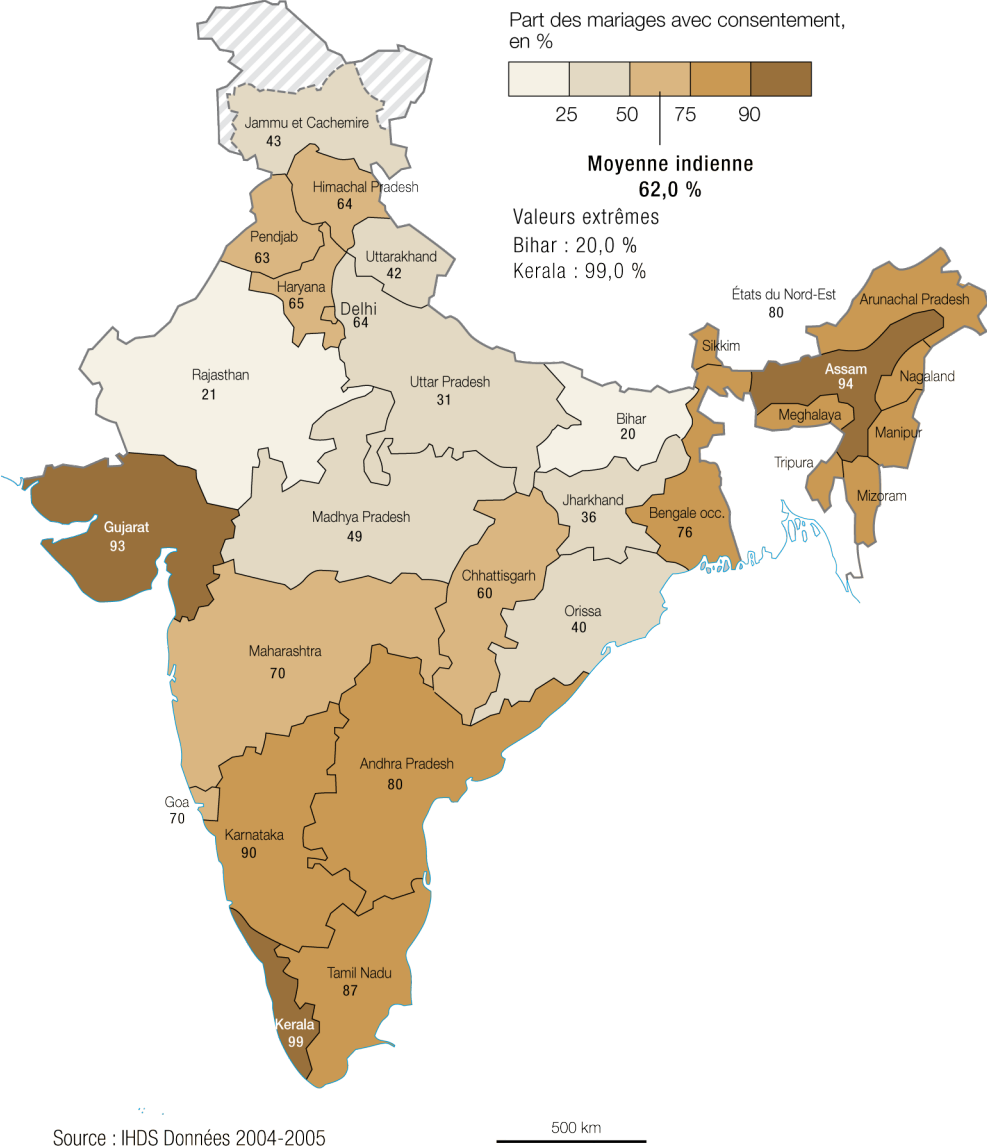 Part des mariages avec consentement,
en %
25 50 75 90
Moyenne indienne
62,0 %
Valeurs extrêmes
Bihar : 20,0 %
Kerala : 99,0 %
Jammu et Cachemire
43
Himachal Pradesh
64
Pendjab
63
Uttarakhand
42
Haryana
65
Delhi
64
États du Nord-Est
80
Arunachal Pradesh
Sikkim
Assam
94
Nagaland
Rajasthan
21
Uttar Pradesh
31
Bihar
20
Meghalaya
Manipur
Tripura
Mizoram
Gujarat
93
Madhya Pradesh
49
Jharkhand
36
Bengale occ.
76
Chhattisgarh
60
Orissa
40
Maharashtra
70
Andhra Pradesh
80
Goa
70
Karnataka
90
Tamil Nadu
87
Kerala
99
Source : IHDS Données 2004-2005
500 km